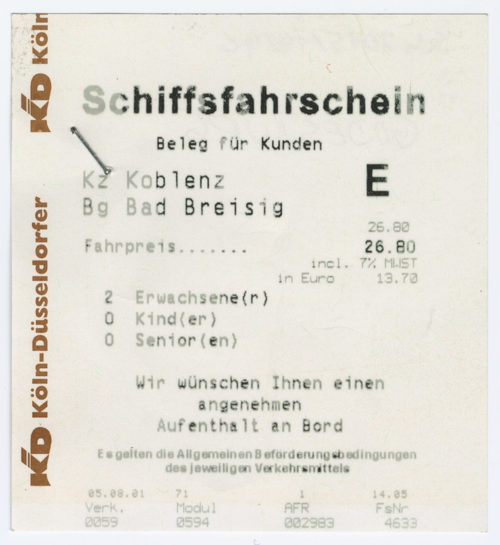 KD Köln-Düsseldorfer
KD Köln
Schiffsfahrschein
Beleg für Kunden
Kz Koblenz
E
Bg Bad Breisig
26.80
Fahrpreis....... 26.80
incl. 7% MWST
in Euro 13.70
2 Erwachsene(r)
0 Kind(er)
0 Senior(en)
Wir wünschen Ihnen einen
angenehmen
Aufenthalt an Bord
Es gelten die Allgemeinen Beförderungsbedingungen
des jeweiligen Verkehrsmittels
05.08.01 71 1 14.05
Verk. Modul AFR FsNr
0059 0594 002983 4633